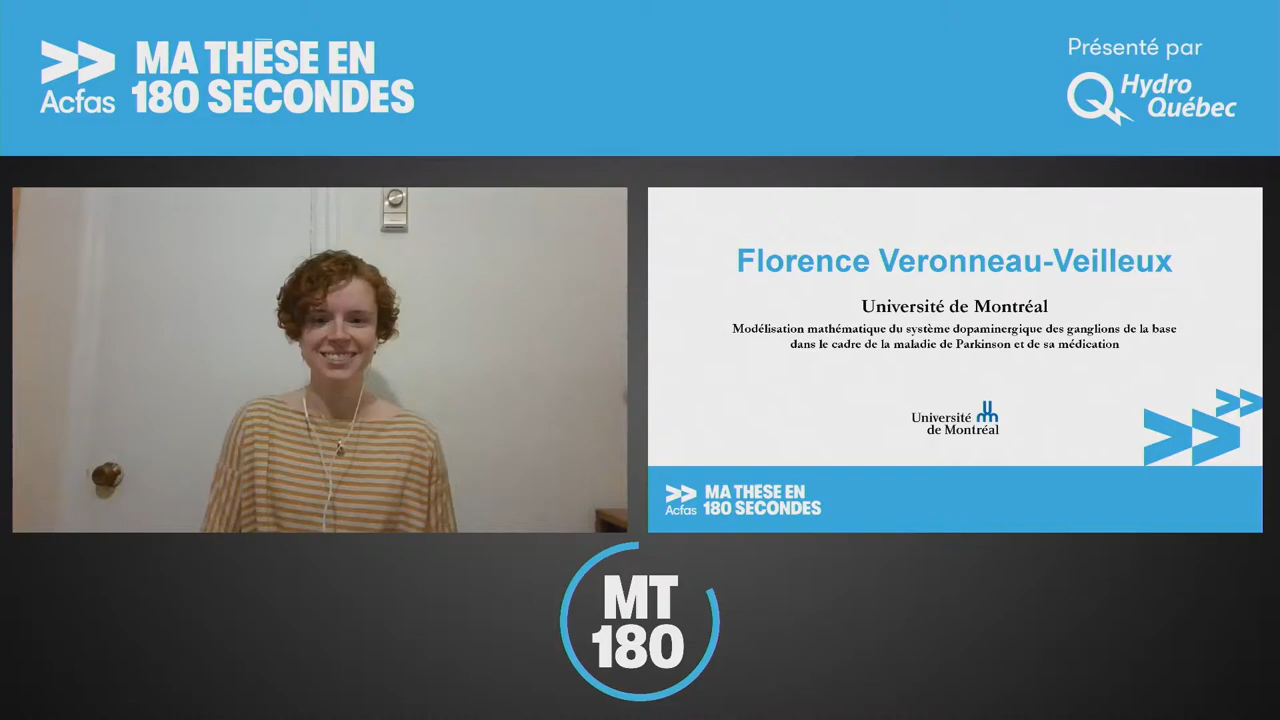 Acfas
MA THÈSE EN
180 SECONDES
Présenté par
Hydro
Québec
Florence Veronneau-Veilleux
Université de Montréal
Modélisation mathématique du système dopaminergique des ganglions de la base
dans le cadre de la maladie de Parkinson et de sa médication
Université
de Montréal
Acfas
MA THÈSE EN
180 SECONDES
MT
180